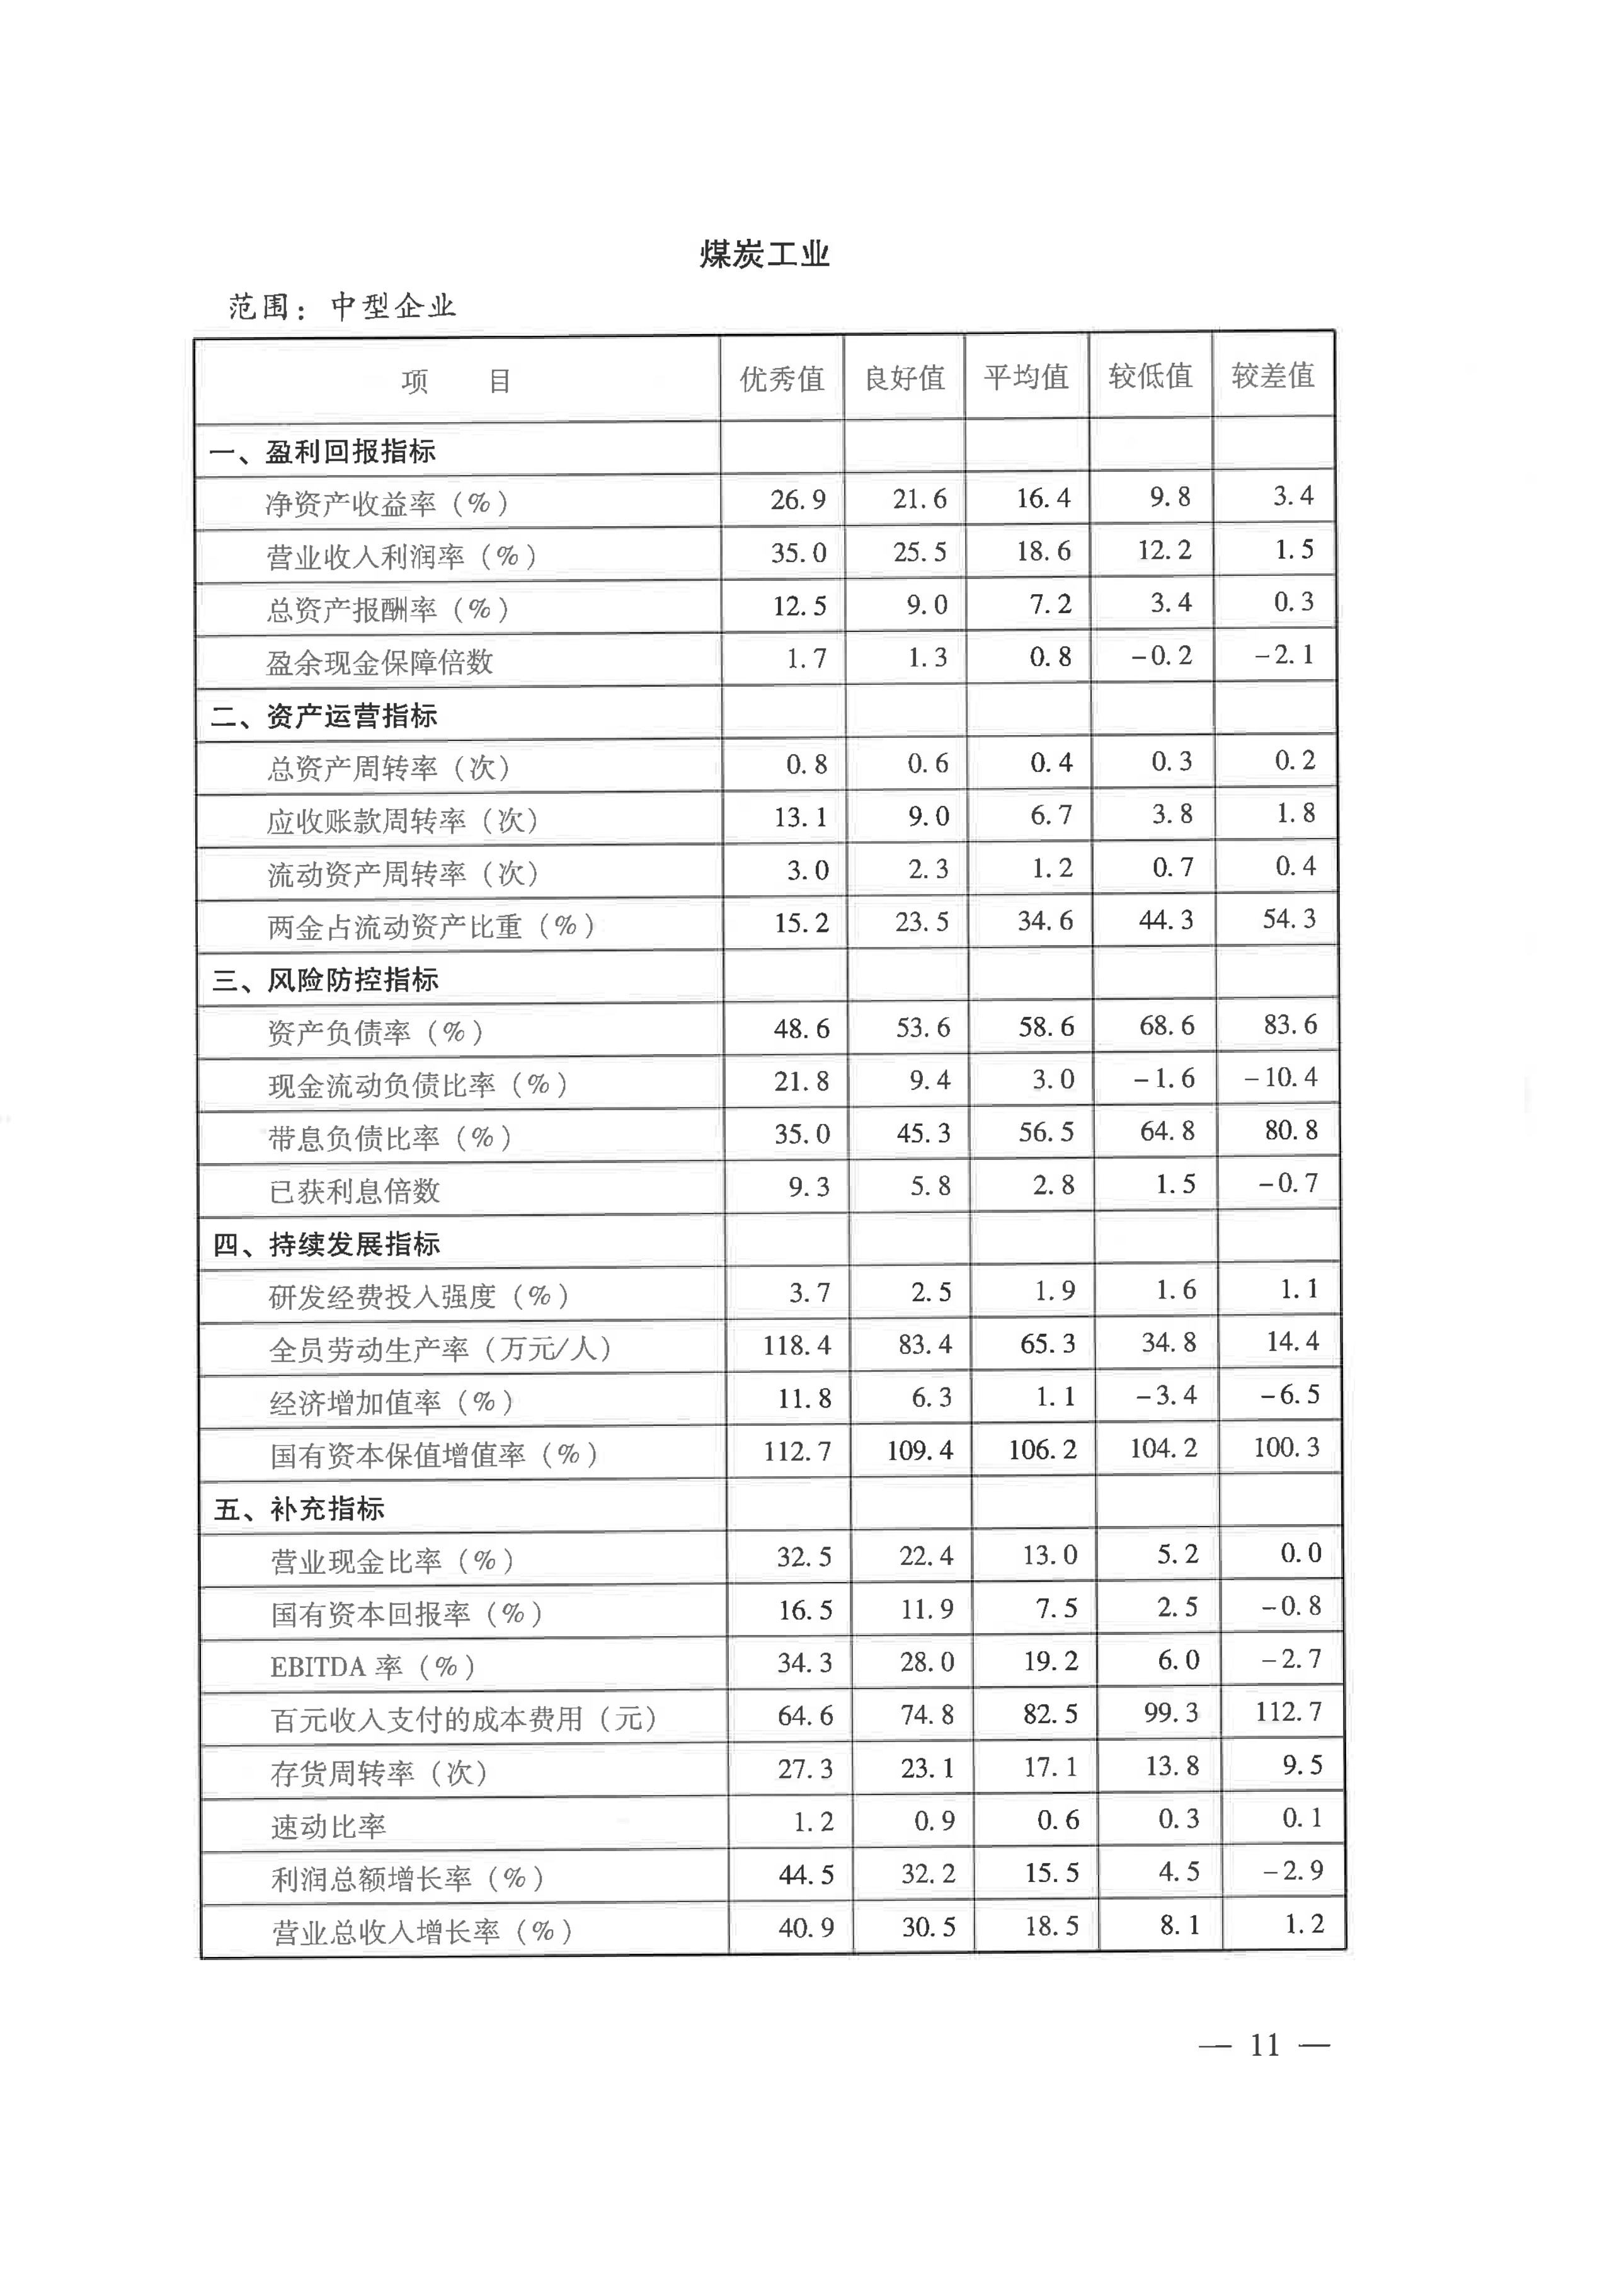 煤炭工业
范围：中型企业
项 目 优秀值 良好值 平均值 较低值 较差值
一、盈利回报指标
净资产收益率（%） 26.9 21.6 16.4 9.8 3.4
营业收入利润率（%） 35.0 25.5 18.6 12.2 1.5
总资产报酬率（%） 12.5 9.0 7.2 3.4 0.3
盈余现金保障倍数 1.7 1.3 0.8 -0.2 -2.1
二、资产运营指标
总资产周转率（次） 0.8 0.6 0.4 0.3 0.2
应收账款周转率（次） 13.1 9.0 6.7 3.8 1.8
流动资产周转率（次） 3.0 2.3 1.2 0.7 0.4
两金占流动资产比重（%） 15.2 23.5 34.6 44.3 54.3
三、风险防控指标
资产负债率（%） 48.6 53.6 58.6 68.6 83.6
现金流动负债比率（%） 21.8 9.4 3.0 -1.6 -10.4
带息负债比率（%） 35.0 45.3 56.5 64.8 80.8
已获利息倍数 9.3 5.8 2.8 1.5 -0.7
四、持续发展指标
研发经费投入强度（%） 3.7 2.5 1.9 1.6 1.1
全员劳动生产率（万元/人） 118.4 83.4 65.3 34.8 14.4
经济增加值率（%） 11.8 6.3 1.1 -3.4 -6.5
国有资本保值增值率（%） 112.7 109.4 106.2 104.2 100.3
五、补充指标
营业现金比率（%） 32.5 22.4 13.0 5.2 0.0
国有资本回报率（%） 16.5 11.9 7.5 2.5 -0.8
EBITDA 率（%） 34.3 28.0 19.2 6.0 -2.7
百元收入支付的成本费用（元） 64.6 74.8 82.5 99.3 112.7
存货周转率（次） 27.3 23.1 17.1 13.8 9.5
速动比率 1.2 0.9 0.6 0.3 0.1
利润总额增长率（%） 44.5 32.2 15.5 4.5 -2.9
营业总收入增长率（%） 40.9 30.5 18.5 8.1 1.2
— 11 —